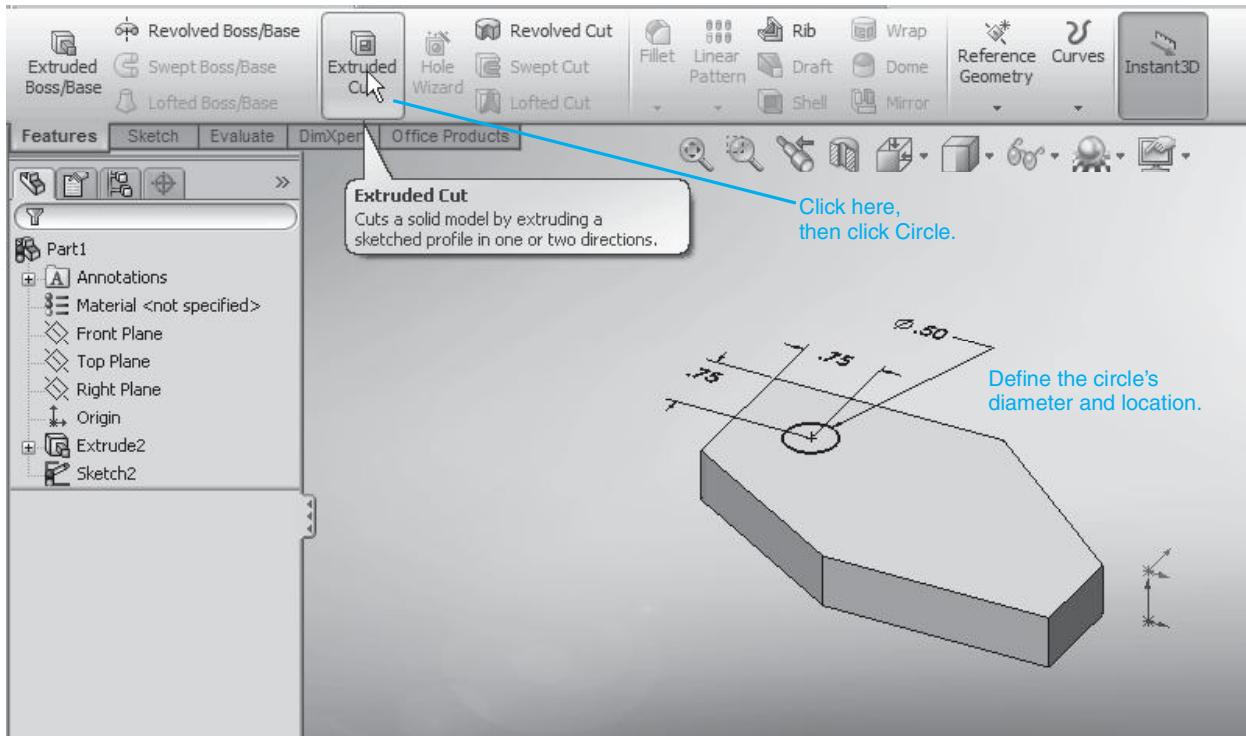 Extruded
Boss/Base
Revolved Boss/Base
Swept Boss/Base
Lofted Boss/Base
Extruded
Cut
Hole
Wizard
Revolved Cut
Swept Cut
Lofted Cut
Fillet
Linear
Pattern
Rib
Draft
Shell
Wrap
Dome
Mirror
Reference
Geometry
Curves
Instant3D
Features
Sketch
Evaluate
DimXpert
Office Products
Extruded Cut
Cuts a solid model by extruding a
sketched profile in one or two directions.
Click here,
then click Circle.
Part1
A Annotations
Material <not specified>
Front Plane
Top Plane
Right Plane
Origin
Extrude2
Sketch2
Ø.50
.75
.75
Define the circle's
diameter and location.